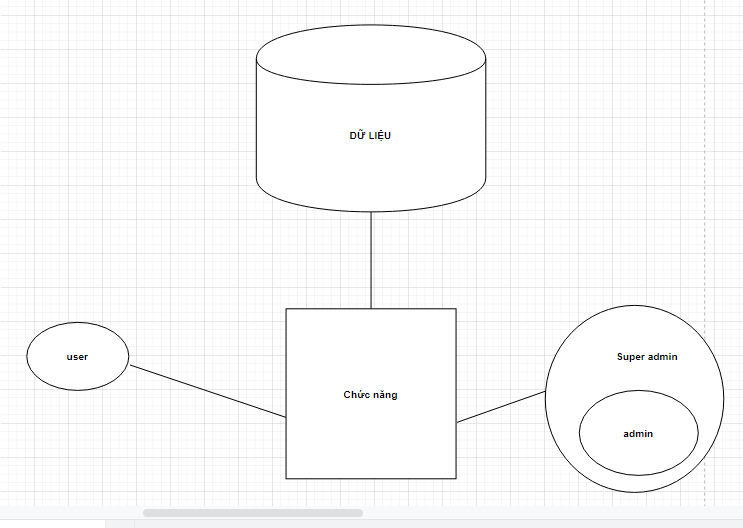 DỮ LIỆU
user
Super admin
Chức năng
admin